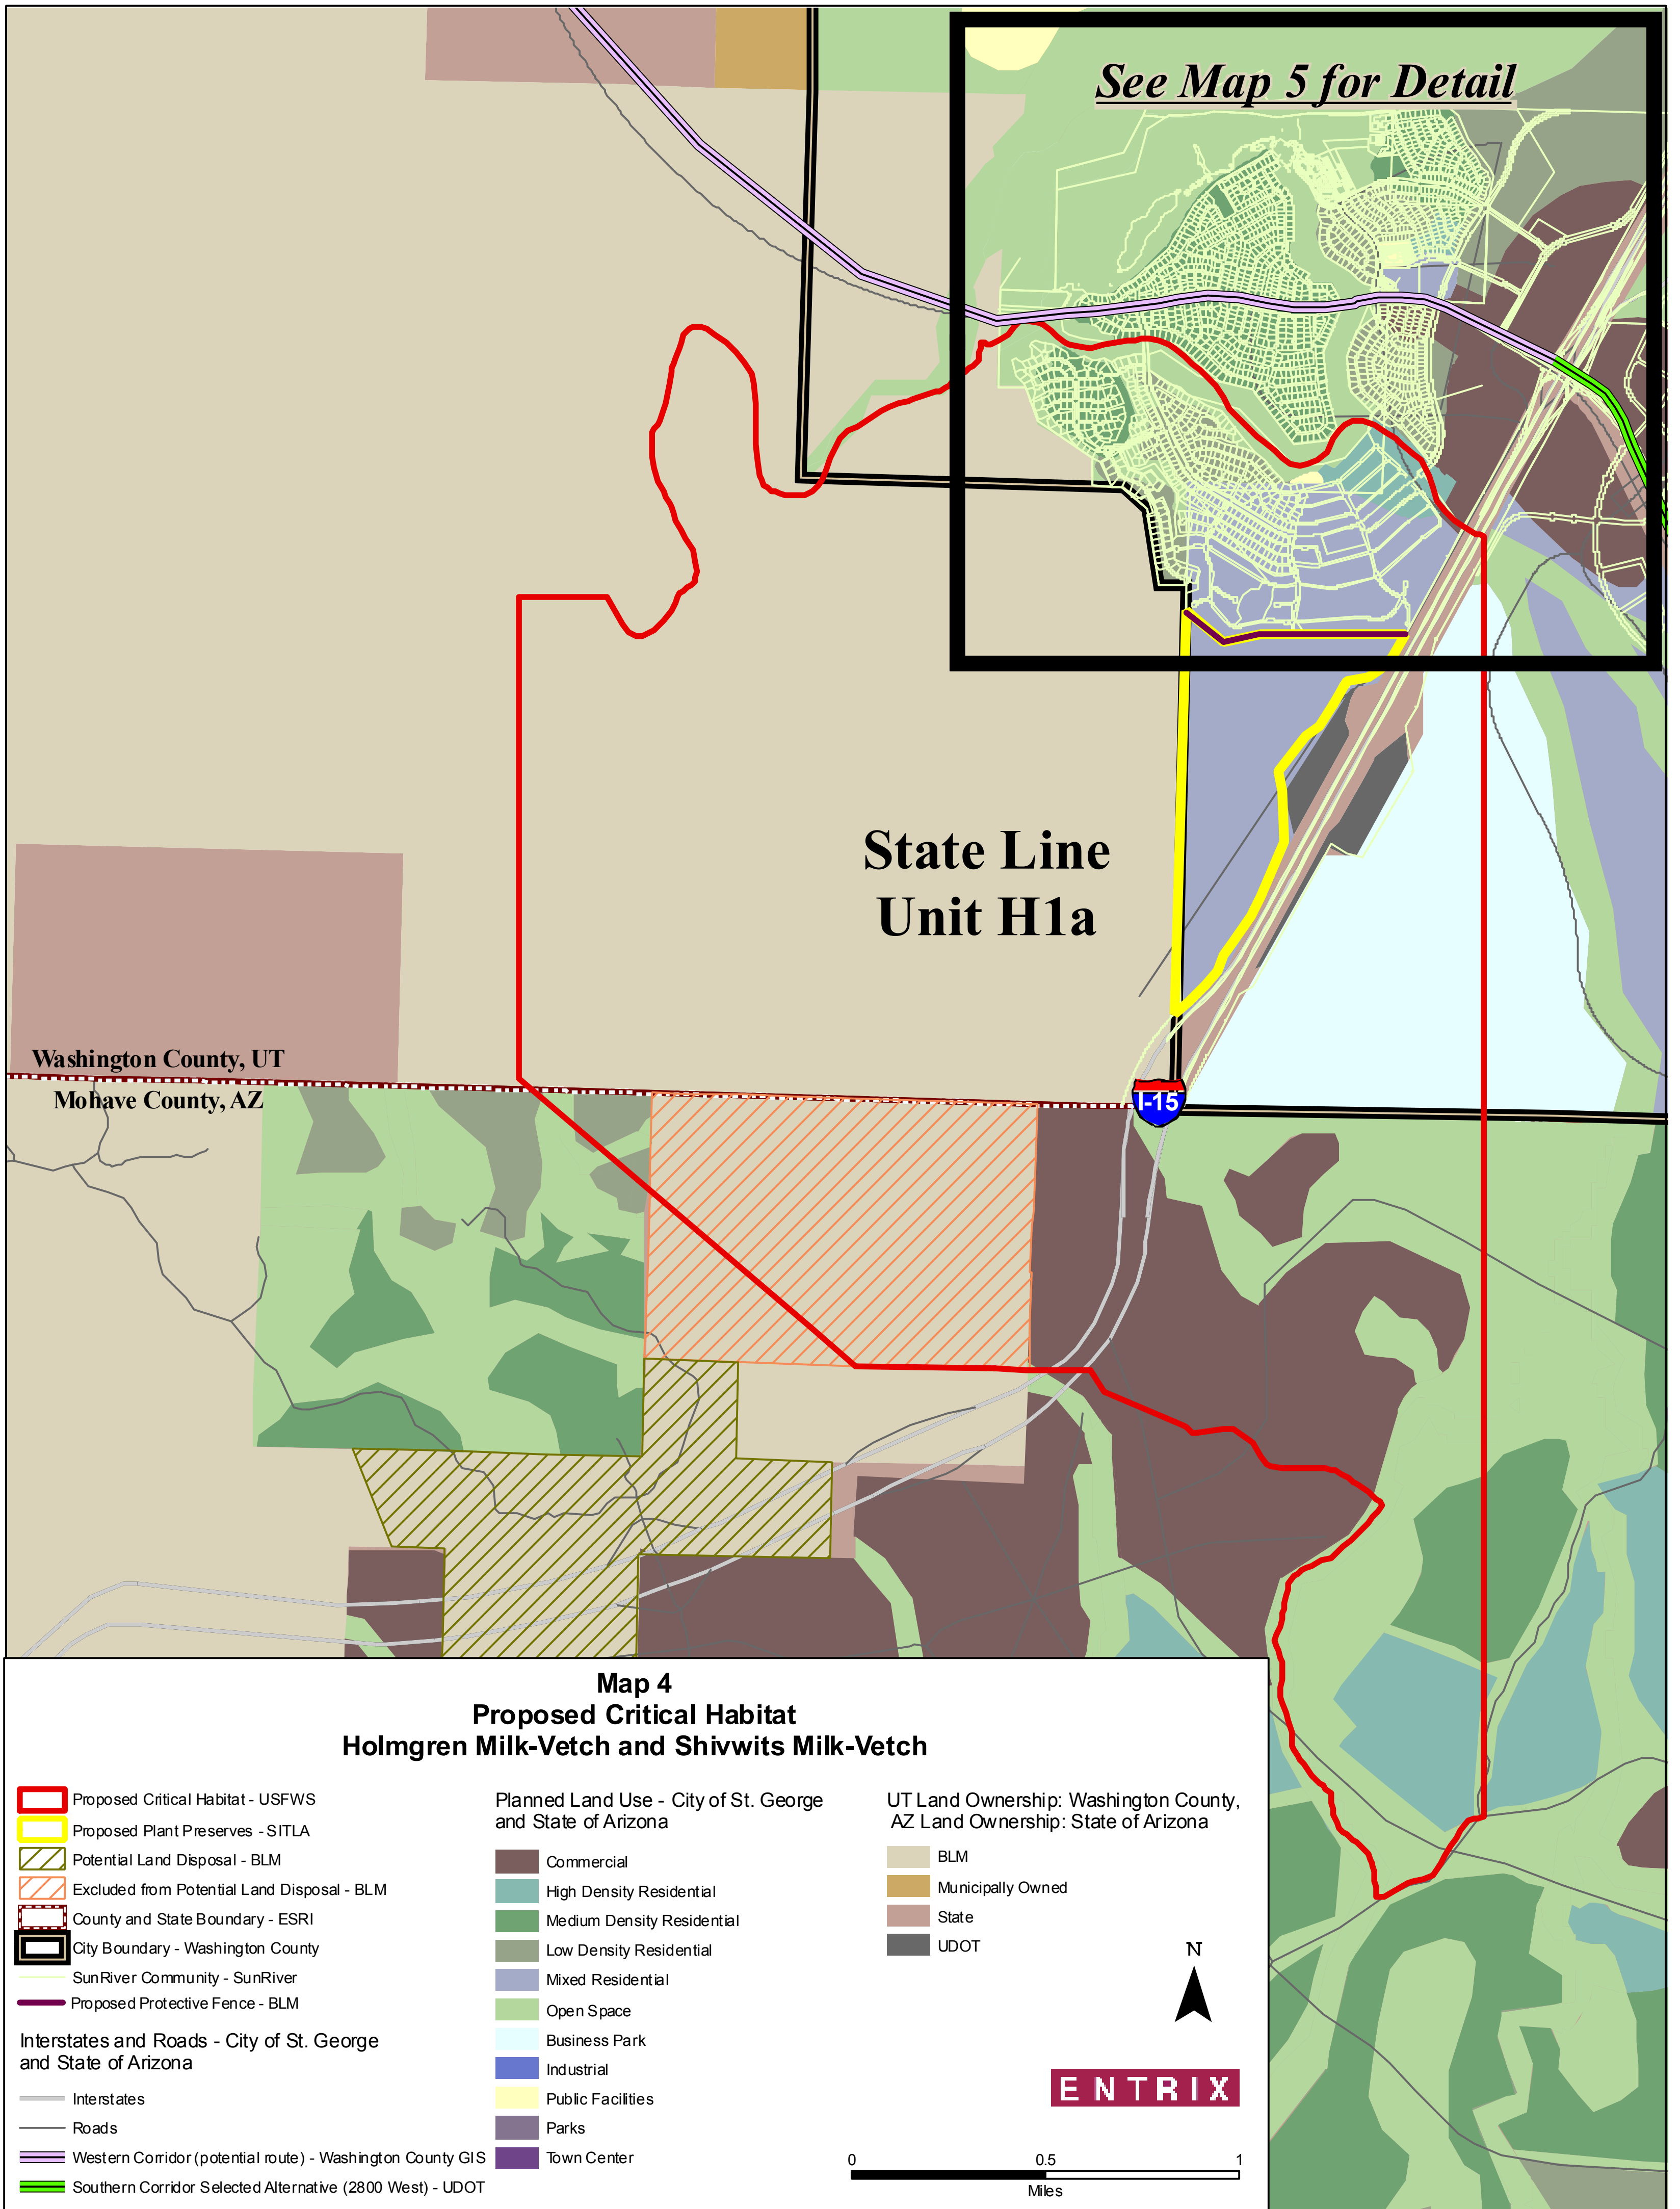 See Map 5 for Detail
State Line
Unit H1a
Washington County, UT
Mohave County, AZ
I-15
Map 4
Proposed Critical Habitat
Holmgren Milk-Vetch and Shivwits Milk-Vetch
Proposed Critical Habitat - USFWS
Proposed Plant Preserves - SITLA
Potential Land Disposal - BLM
Excluded from Potential Land Disposal - BLM
County and State Boundary - ESRI
City Boundary - Washington County
SunRiver Community - SunRiver
Proposed Protective Fence - BLM
Interstates and Roads - City of St. George
and State of Arizona
Interstates
Roads
Western Corridor (potential route) - Washington County GIS
Southern Corridor Selected Alternative (2800 West) - UDOT
Planned Land Use - City of St. George
and State of Arizona
Commercial
High Density Residential
Medium Density Residential
Low Density Residential
Mixed Residential
Open Space
Business Park
Industrial
Public Facilities
Parks
Town Center
UT Land Ownership: Washington County,
AZ Land Ownership: State of Arizona
BLM
Municipally Owned
State
UDOT
N
ENTRIX
0 0.5 1
Miles